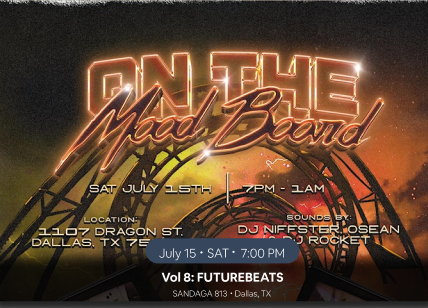 ON THE
Mood Board
SAT JULY 15TH
7PM - 1AM
LOCATION:
1107 DRAGON ST.
DALLAS, TX
SOUNDS BY:
DJ NIFFSTER, OSEAN
DJ ROCKET
July 15 • SAT • 7:00 PM
Vol 8: FUTUREBEATS
SANDAGA 813 • Dallas, TX